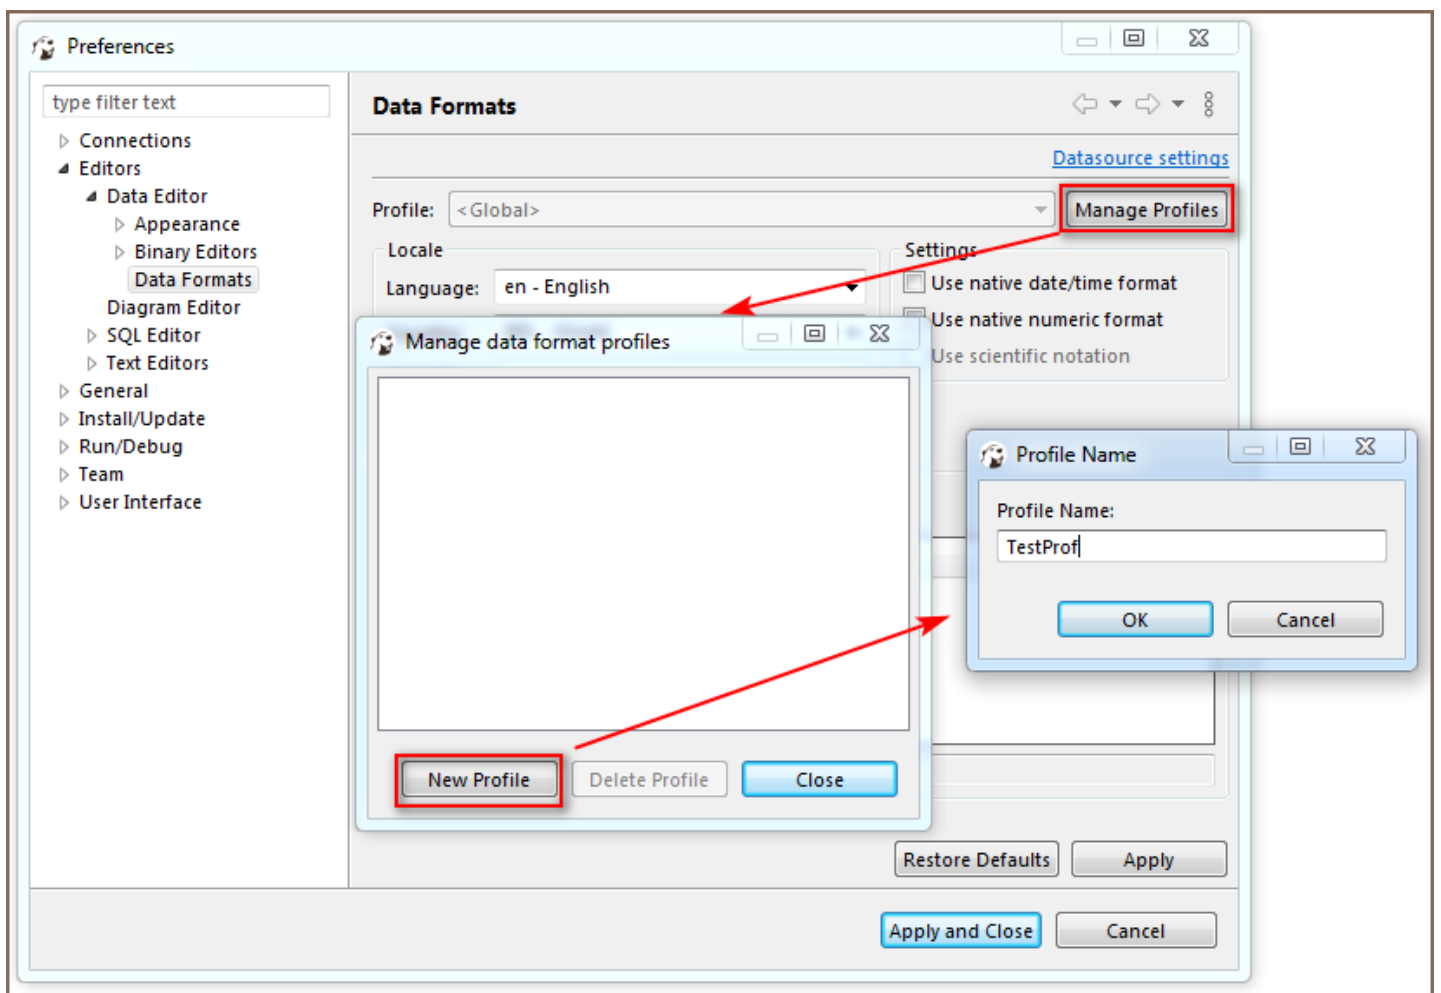 Preferences
type filter text
Connections
Editors
Data Editor
Appearance
Binary Editors
Data Formats
Diagram Editor
SQL Editor
Text Editors
General
Install/Update
Run/Debug
Team
User Interface
Data Formats
Datasource settings
Profile: <Global> Manage Profiles
Locale
Language: en - English
Settings
Use native date/time format
Use native numeric format
Use scientific notation
Manage data format profiles
New Profile Delete Profile Close
Profile Name
Profile Name:
TestProf
OK Cancel
Restore Defaults Apply
Apply and Close Cancel